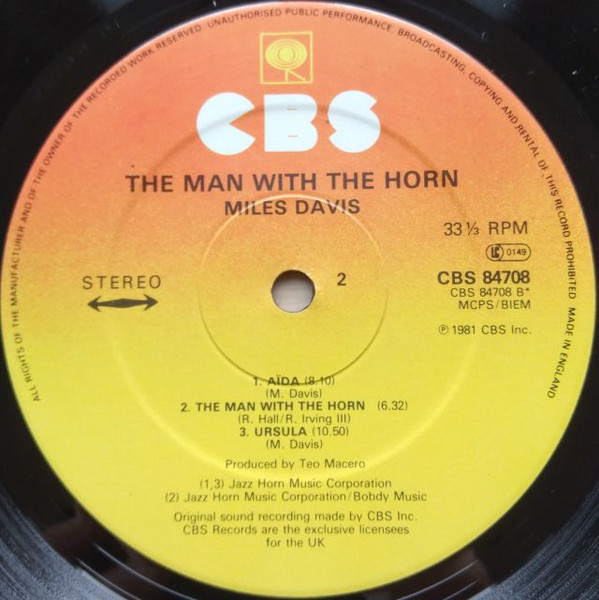 ALL RIGHTS OF THE MANUFACTURER AND OF THE OWNER OF THE RECORDED WORK RESERVED. UNAUTHORISED PUBLIC PERFORMANCE, BROADCASTING, COPYING AND RENTAL OF THIS RECORD PROHIBITED. MADE IN ENGLAND
CBS
THE MAN WITH THE HORN
MILES DAVIS
33 ⅓ RPM
LC 0149
STEREO
2
CBS 84708
CBS 84708 B*
MCPS/BIEM
℗ 1981 CBS Inc.
1. AÏDA (8.10)
(M. Davis)
2. THE MAN WITH THE HORN (6.32)
(R. Hall/R. Irving III)
3. URSULA (10.50)
(M. Davis)
Produced by Teo Macero
(1,3) Jazz Horn Music Corporation
(2) Jazz Horn Music Corporation/Bobdy Music
Original sound recording made by CBS Inc.
CBS Records are the exclusive licensees
for the UK